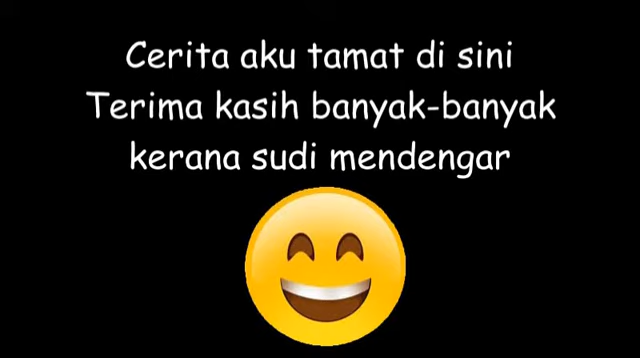 Cerita aku tamat di sini
Terima kasih banyak-banyak
kerana sudi mendengar